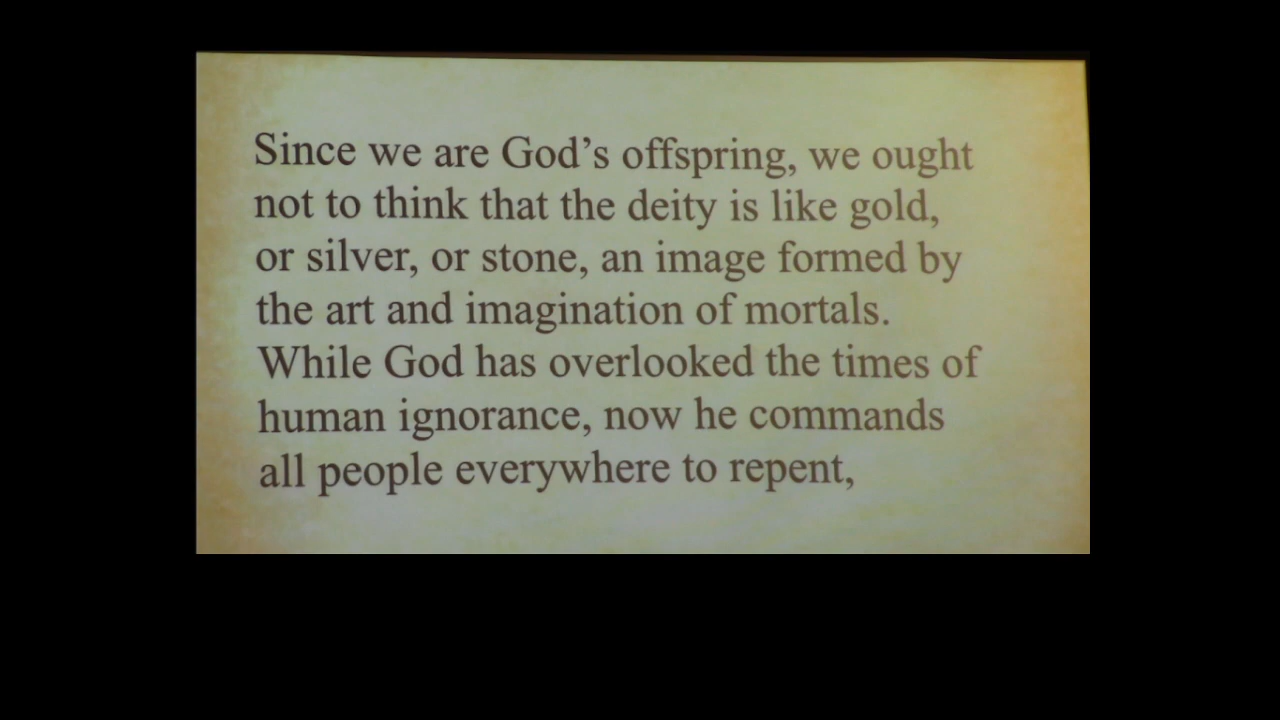 Since we are God’s offspring, we ought
not to think that the deity is like gold,
or silver, or stone, an image formed by
the art and imagination of mortals.
While God has overlooked the times of
human ignorance, now he commands
all people everywhere to repent,